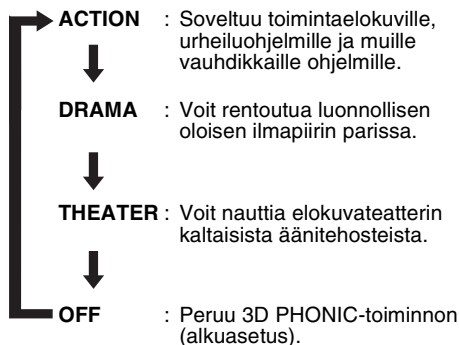 ACTION : Soveltuu toimintaelokuville,
urheiluohjelmille ja muille
vauhdikkaille ohjelmille.
DRAMA : Voit rentoutua luonnollisen
oloisen ilmapiirin parissa.
THEATER : Voit nauttia elokuvateatterin
kaltaisista äänitehosteista.
OFF : Peruu 3D PHONIC-toiminnon
(alkuasetus).